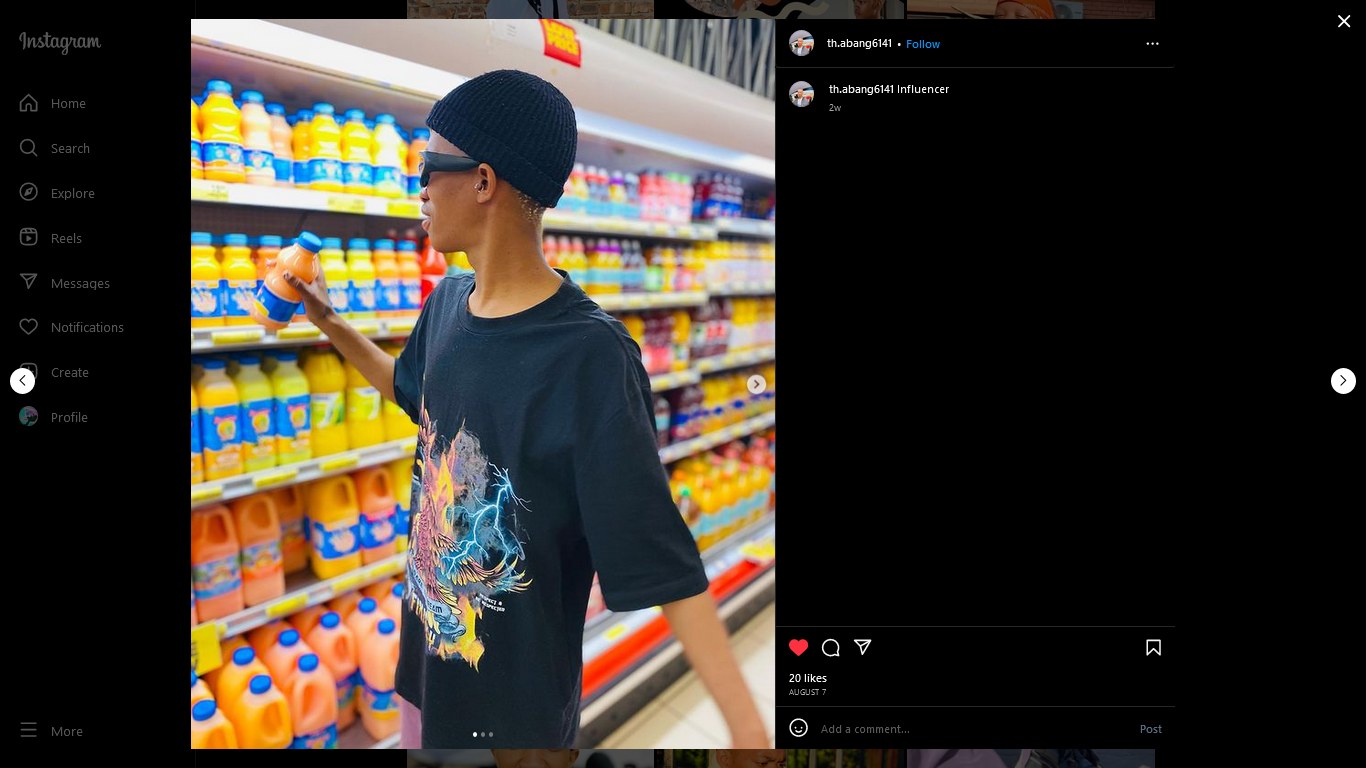 Instagram
Home
Search
Explore
Reels
Messages
Notifications
Create
Profile
More
th.abang6141 • Follow
th.abang6141 Influencer
2w
20 likes
AUGUST 7
Add a comment...
Post